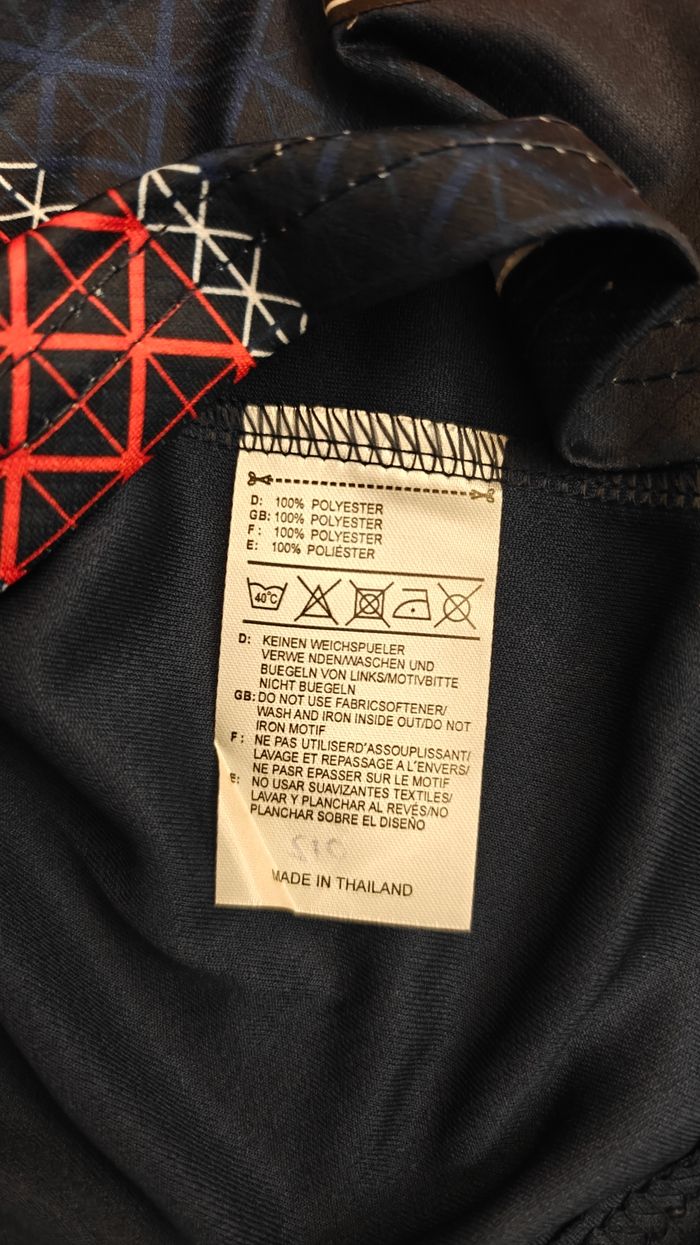 D: 100% POLYESTER
GB: 100% POLYESTER
F: 100% POLYESTER
E: 100% POLIÉSTER
40°C
D: KEINEN WEICHSPUELER
VERWE NDEN/WASCHEN UND
BUEGELN VON LINKS/MOTIVBITTE
NICHT BUEGELN
GB: DO NOT USE FABRICSOFTENER/
WASH AND IRON INSIDE OUT/DO NOT
IRON MOTIF
F: NE PAS UTILISERD'ASSOUPLISSANT/
LAVAGE ET REPASSAGE A L'ENVERS/
NE PASR EPASSER SUR LE MOTIF
E: NO USAR SUAVIZANTES TEXTILES/
LAVAR Y PLANCHAR AL REVÉS/NO
PLANCHAR SOBRE EL DISEÑO
MADE IN THAILAND